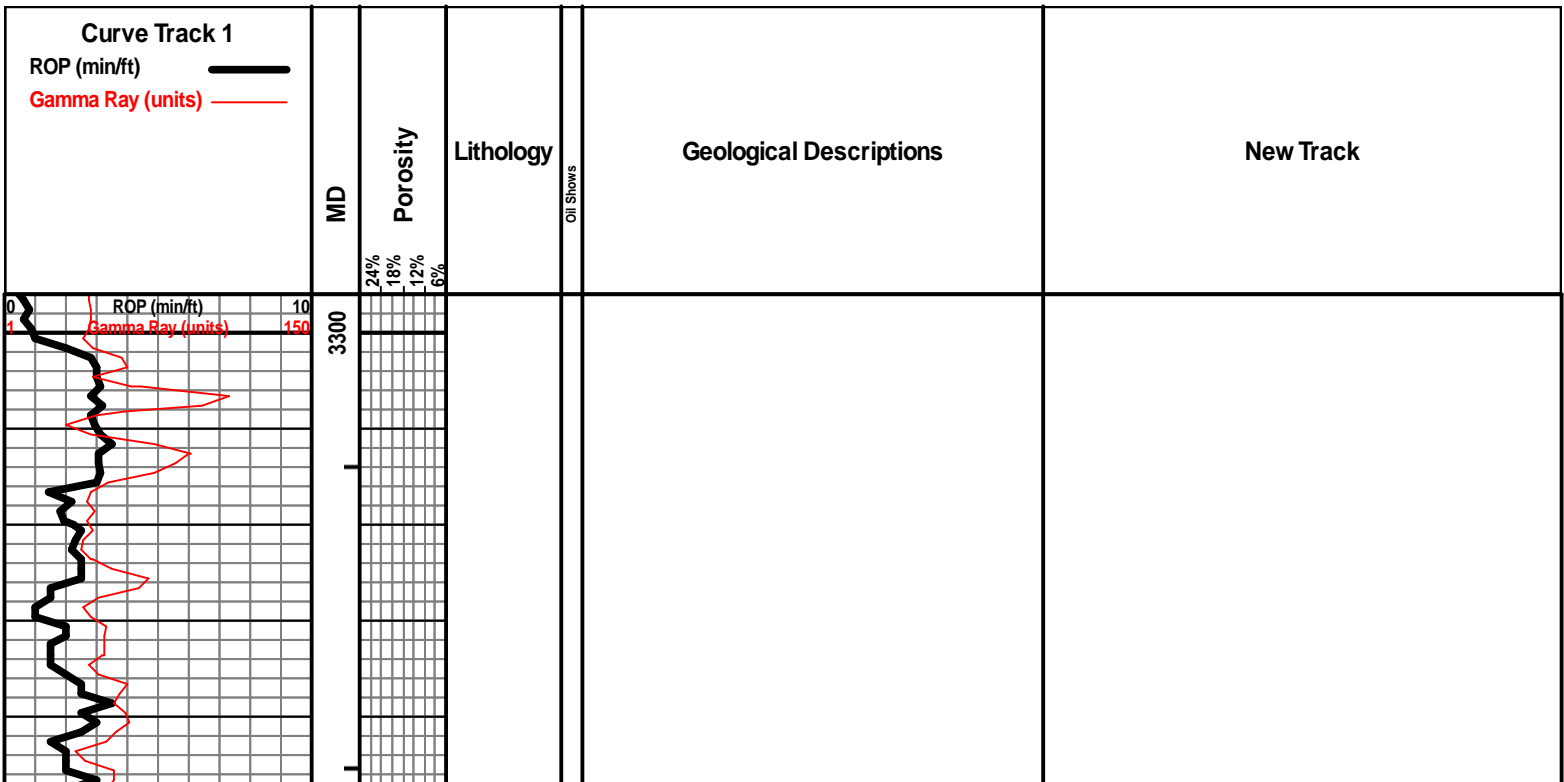 Curve Track 1
ROP (min/ft)
Gamma Ray (units)
MD
Porosity
24%
18%
12%
6%
Lithology
Oil Shows
Geological Descriptions
New Track
0 ROP (min/ft) 10
1 Gamma Ray (units) 150
3300